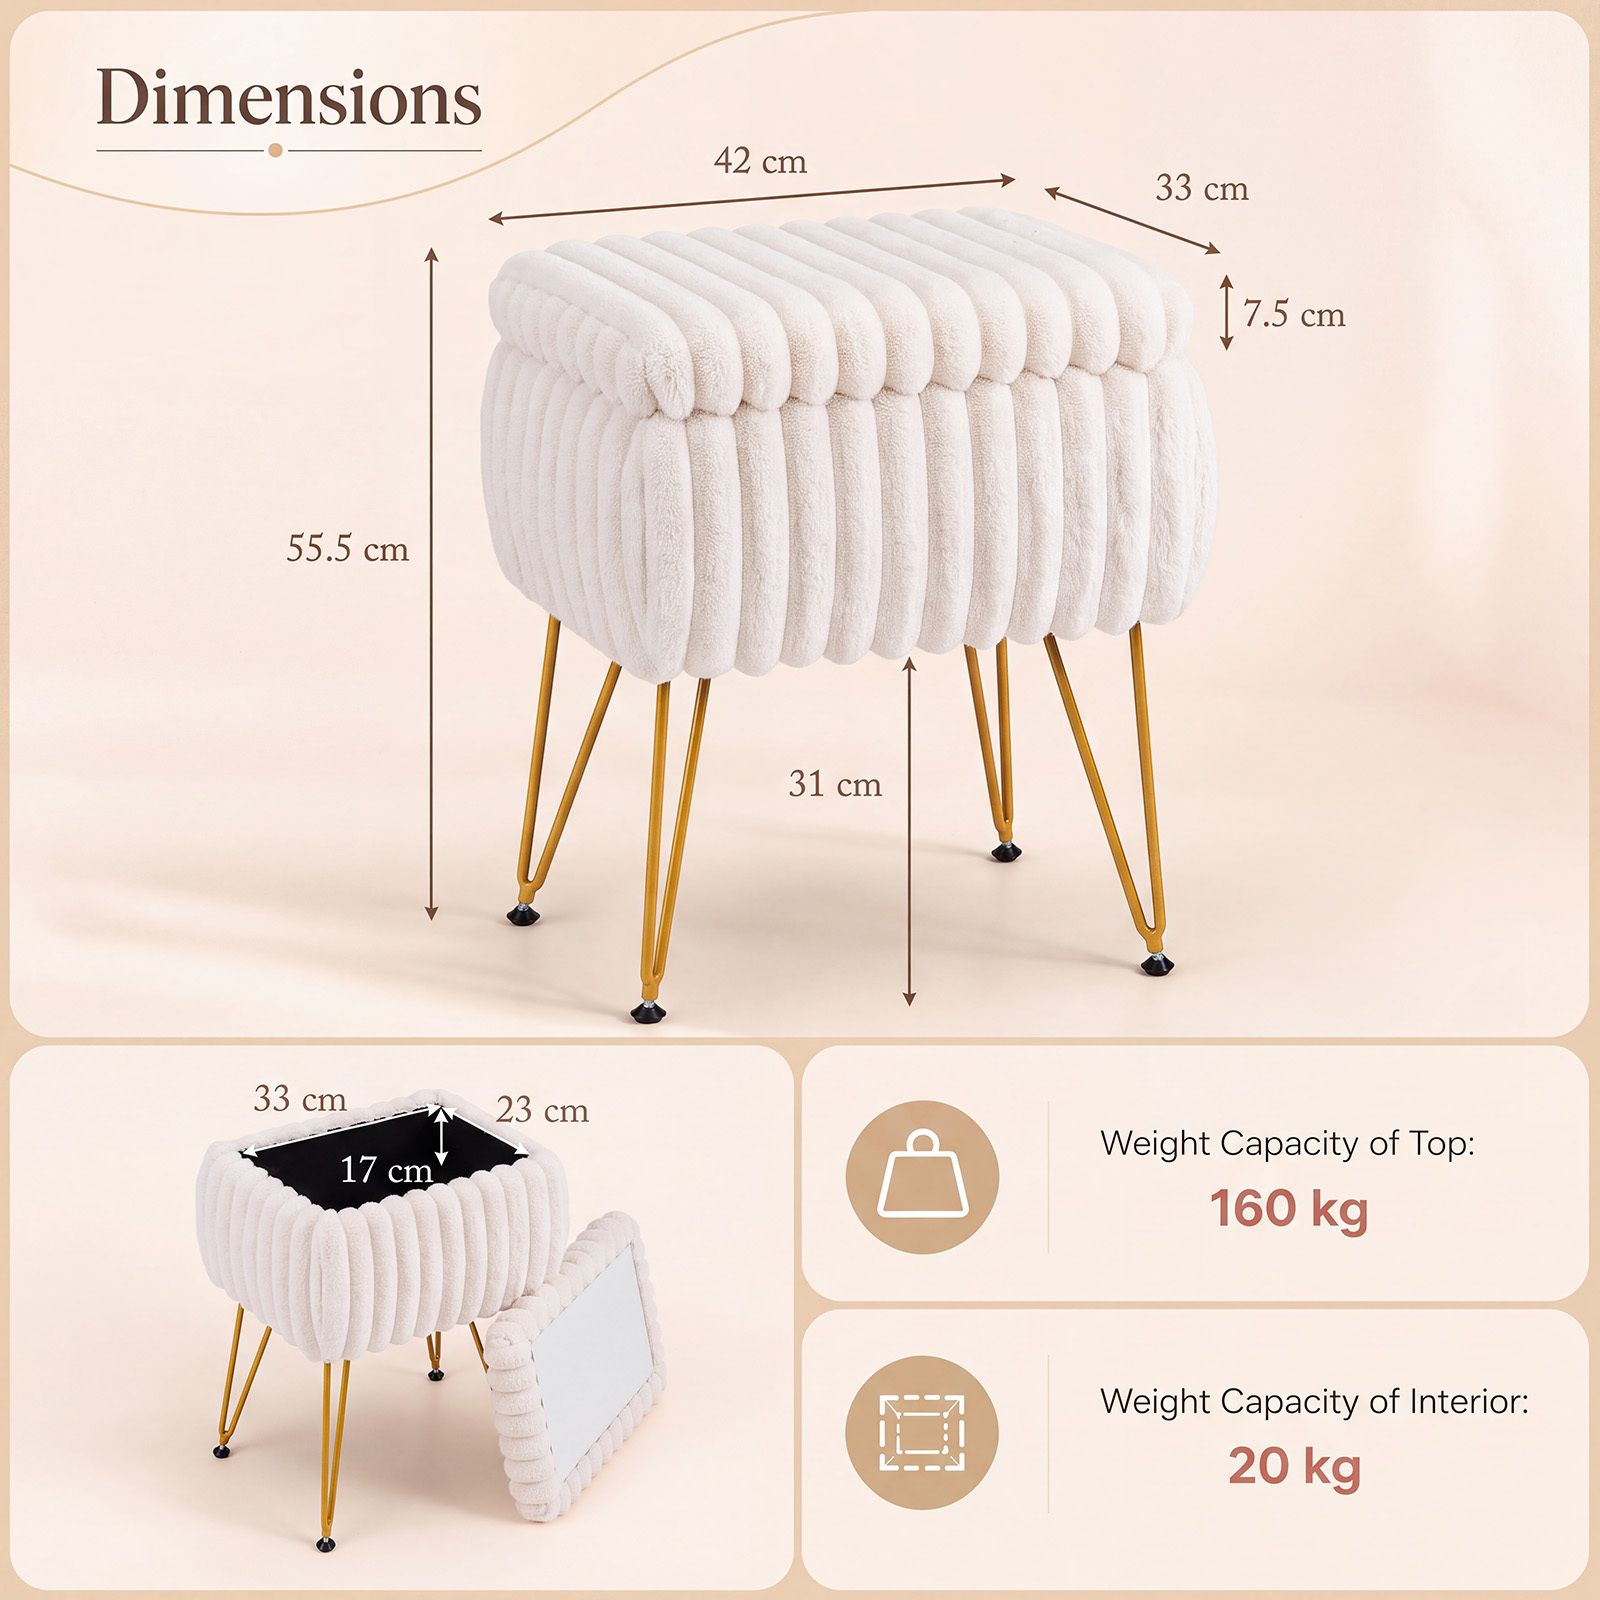 Dimensions
42 cm
33 cm
7.5 cm
55.5 cm
31 cm
33 cm
23 cm
17 cm
Weight Capacity of Top:
160 kg
Weight Capacity of Interior:
20 kg